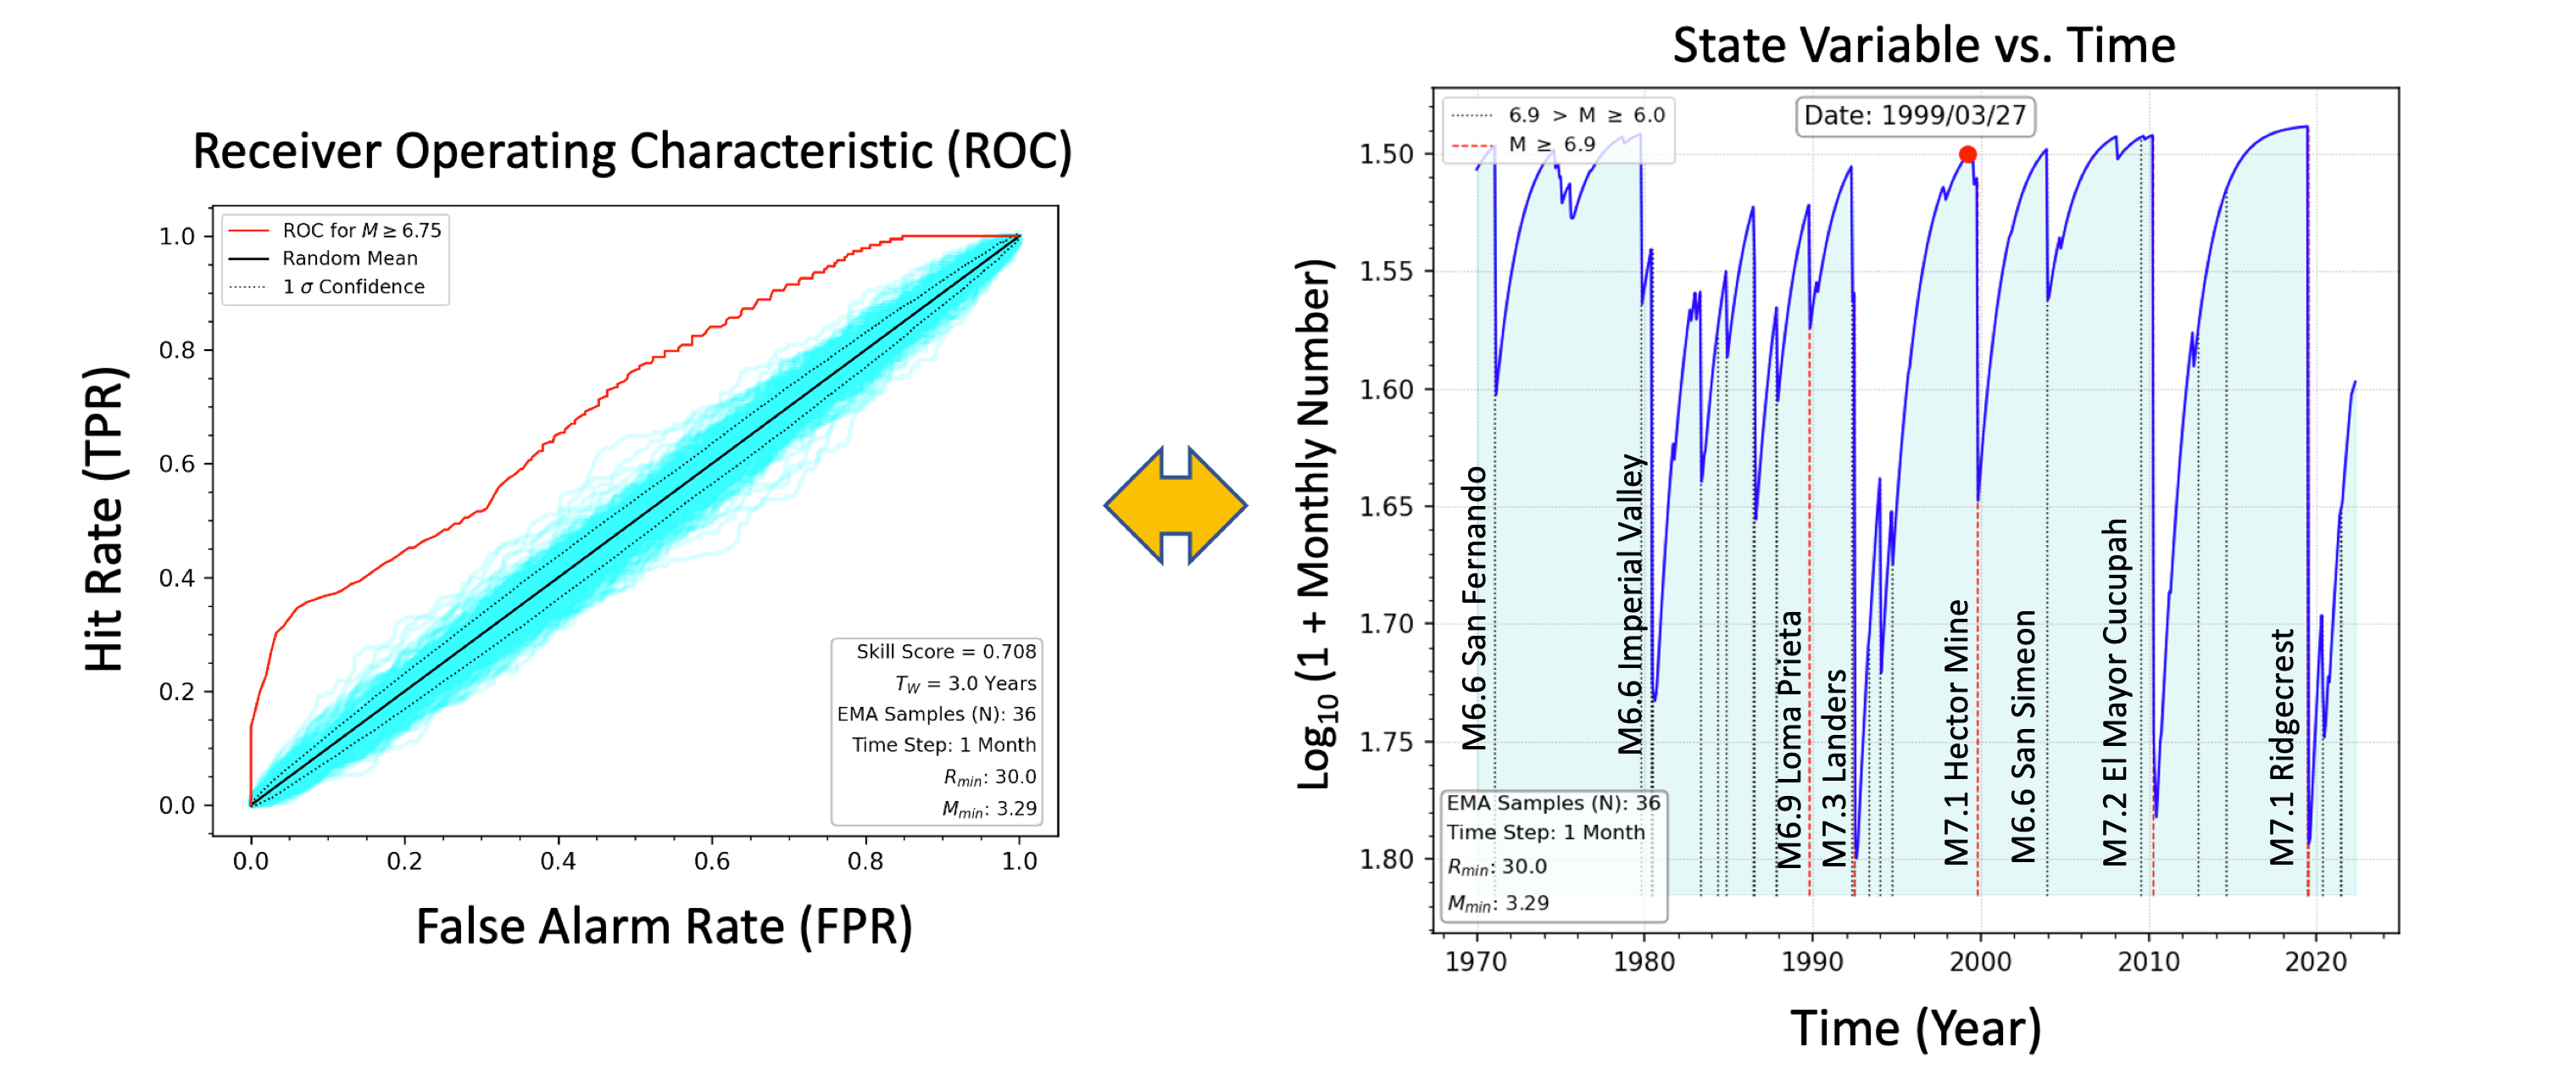 Receiver Operating Characteristic (ROC)
ROC for M ≥ 6.75
Random Mean
1 σ Confidence
1.0
0.8
0.6
0.4
0.2
0.0
Hit Rate (TPR)
Skill Score = 0.708
T_W = 3.0 Years
EMA Samples (N): 36
Time Step: 1 Month
R_min: 30.0
M_min: 3.29
0.0 0.2 0.4 0.6 0.8 1.0
False Alarm Rate (FPR)
State Variable vs. Time
6.9 > M ≥ 6.0
M ≥ 6.9
Date: 1999/03/27
1.50
1.55
1.60
1.65
1.70
1.75
1.80
Log₁₀ (1 + Monthly Number)
M6.6 San Fernando
M6.6 Imperial Valley
M6.9 Loma Prieta
M7.3 Landers
M7.1 Hector Mine
M6.6 San Simeon
M7.2 El Mayor Cucupah
M7.1 Ridgecrest
EMA Samples (N): 36
Time Step: 1 Month
R_min: 30.0
M_min: 3.29
1970 1980 1990 2000 2010 2020
Time (Year)